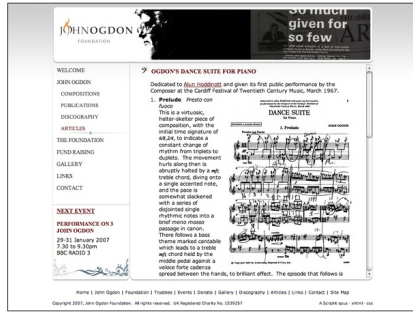 so much
given for
so few
JOHN OGDON
FOUNDATION
WELCOME
JOHN OGDON
COMPOSITIONS
PUBLICATIONS
DISCOGRAPHY
ARTICLES
THE FOUNDATION
FUND RAISING
GALLERY
LINKS
CONTACT
NEXT EVENT
PERFORMANCE ON 3
JOHN OGDON
29-31 January 2007
7.30 to 9.30pm
BBC RADIO 3
OGDON'S DANCE SUITE FOR PIANO
Dedicated to Alun Hoddinott and given its first public performance by the
Composer at the Cardiff Festival of Twentieth Century Music, March 1967.
1. Prelude Presto con
fuoco
This is a virtuosic,
helter-skelter piece of
composition, with the
initial time signature of
to indicate a
constant change of
rhythm from triplets to
duplets. The movement
hurls along then is
abruptly halted by a
treble chord, diving onto
a single accented note,
and the pace is
somewhat slackened
with a series of
disjointed single
rhythmic notes into a
brief meno mosso
passage in canon.
There follows a bass
theme marked cantabile
which leads to a treble
chord held by the
middle pedal against a
veloce forte cadenza
spread between the hands, to brilliant effect. The episode that follows is
DANCE SUITE
for Piano
1. Prelude
Home | John Ogdon | Foundation | Trustees | Events | Donate | Gallery | Discography | Articles | Links | Contact | Site Map
Copyright 2007, John Ogdon Foundation. All rights reserved. UK Registered Charity No. 1039257
A ScriptArt opus - xhtml - css